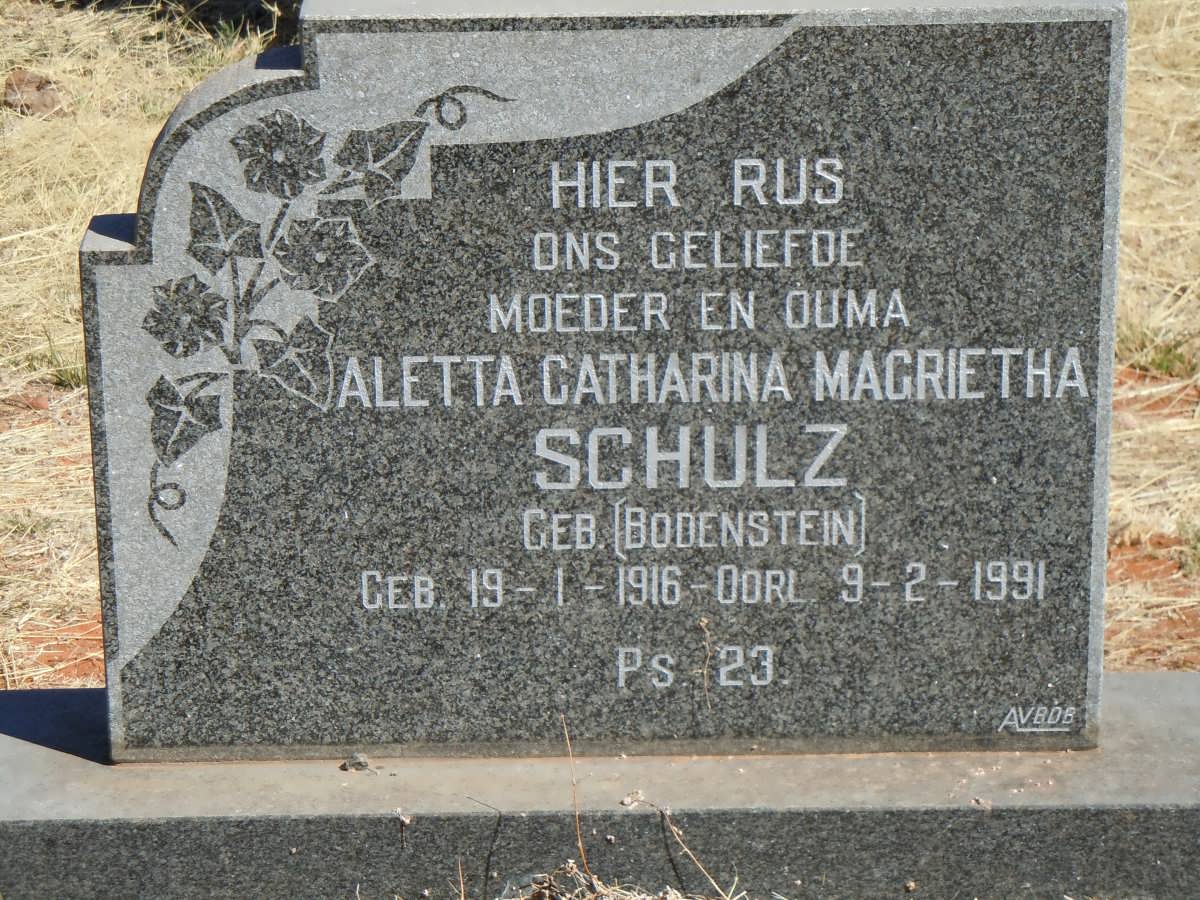 HIER RUS
ONS GELIEFDE
MOEDER EN OUMA
ALETTA CATHARINA MAGRIETHA
SCHULZ
GEB. (BODENSTEIN)
GEB. 19-1-1916-OORL 9-2-1991
PS 23.
AVBOB